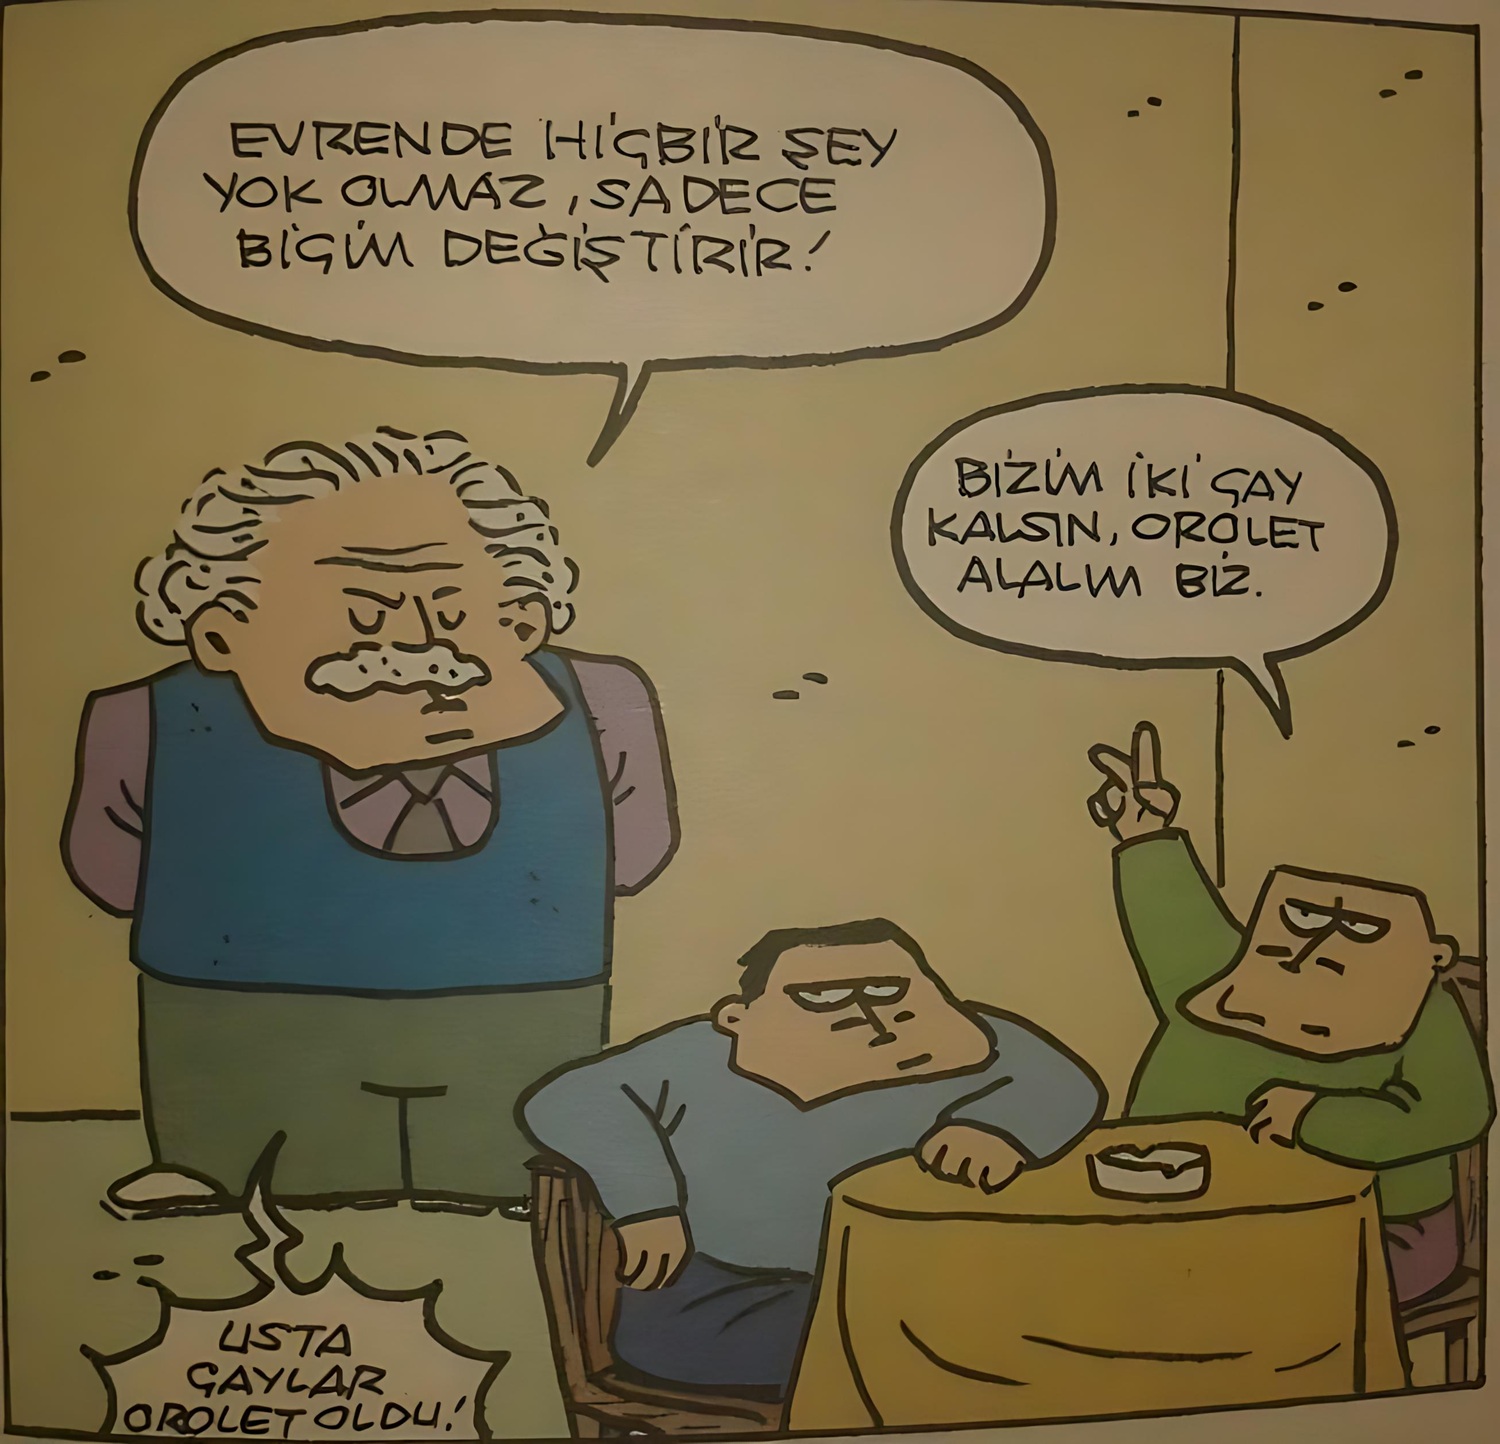 EVRENDE HİÇBİR ŞEY
YOK OLMAZ, SADECE
BİÇİM DEĞİŞTİRİR!
BİZİM İKİ ÇAY
KALSIN, OROLET
ALALIM BİZ.
USTA
ÇAYLAR
OROLET OLDU!